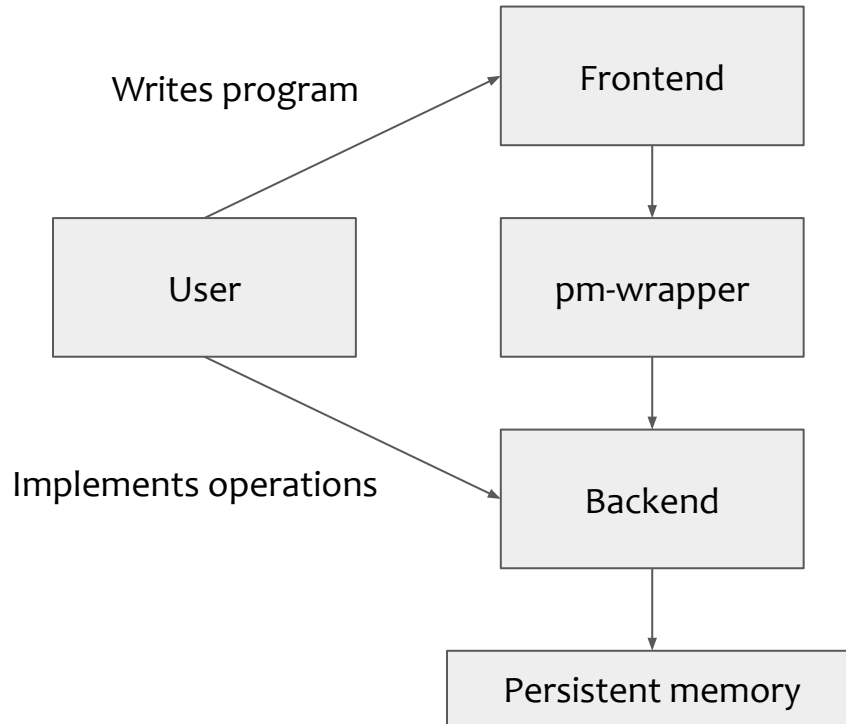 Frontend
Writes program
User
pm-wrapper
Implements operations
Backend
Persistent memory